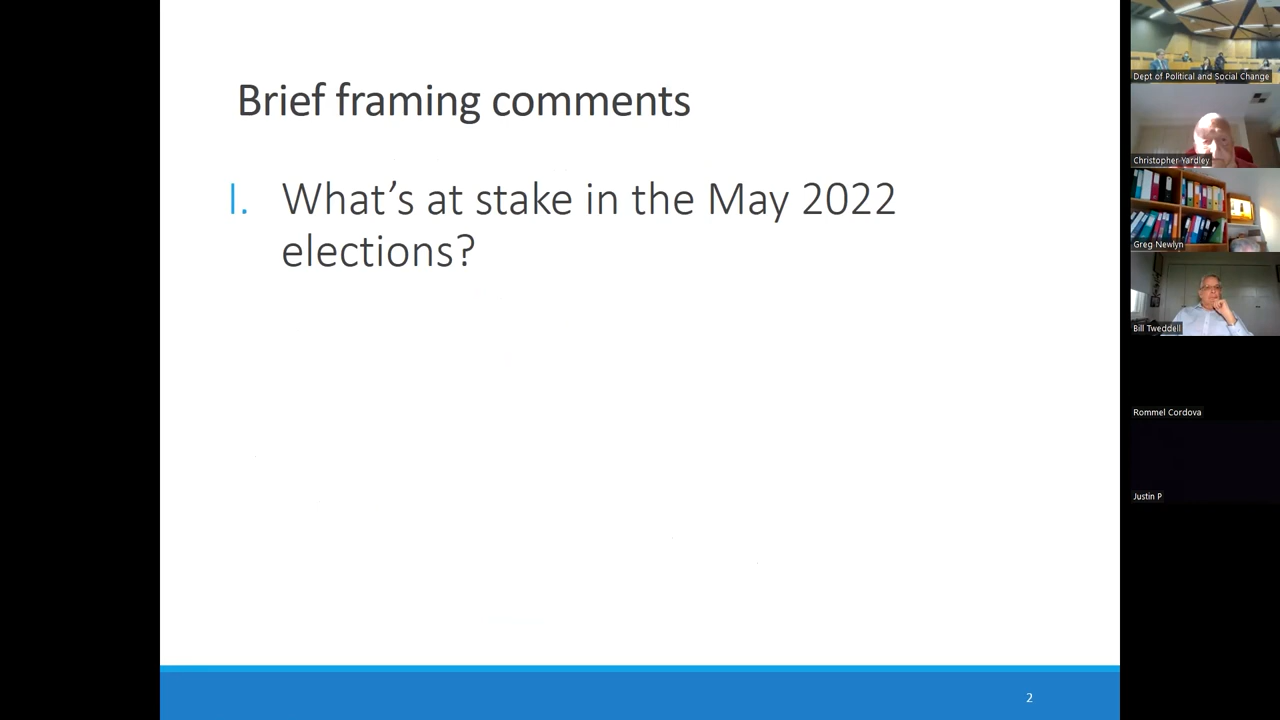 Brief framing comments
I. What's at stake in the May 2022
elections?
2
Dept of Political and Social Change
Christopher Yardley
Greg Newlyn
Bill Tweddell
Rommel Cordova
Justin P